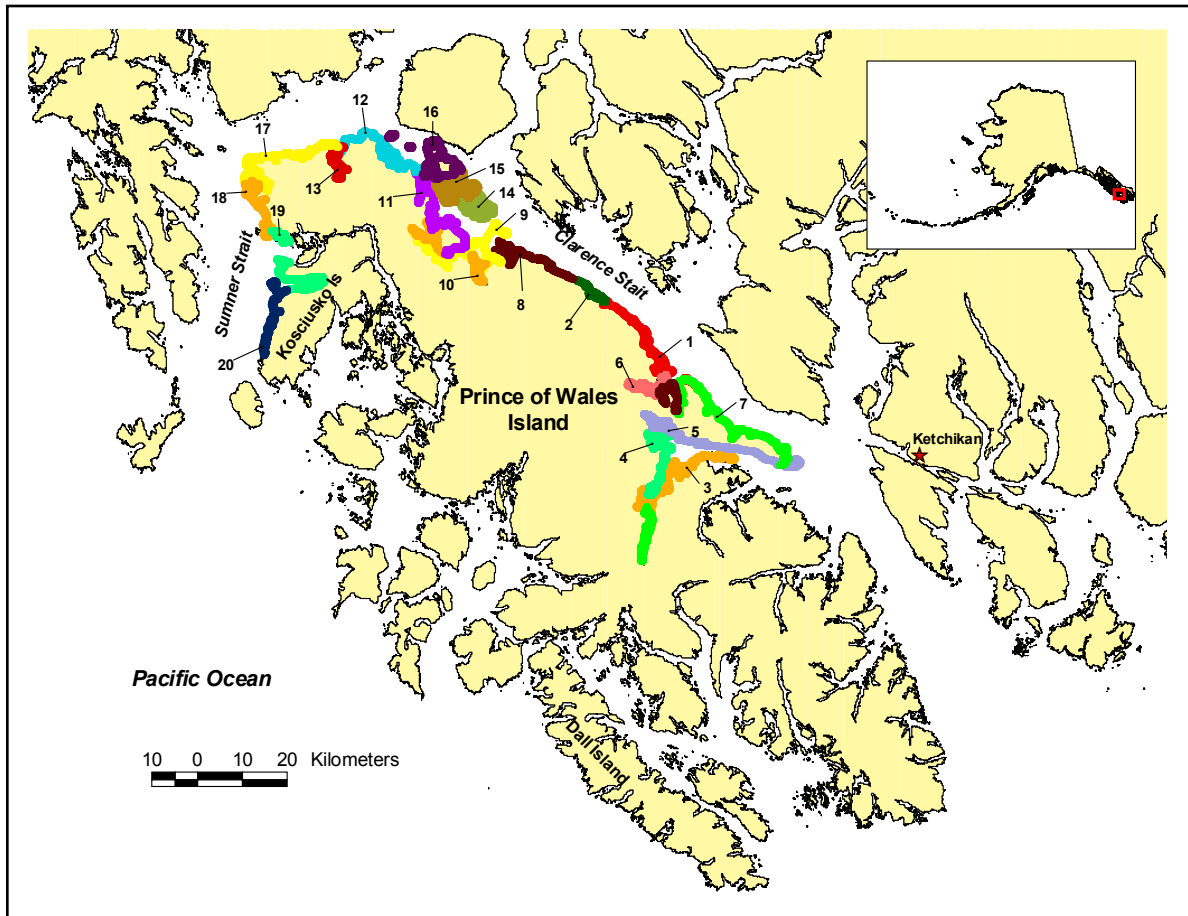 12
16
17
15
13
14
11
18
9
19
Clarence Stait
Sumner Strait
10
8
Kosciusko Is
2
1
20
6
Prince of Wales
Island
7
5
Ketchikan
4
3
Pacific Ocean
Dall Island
10 0 10 20 Kilometers